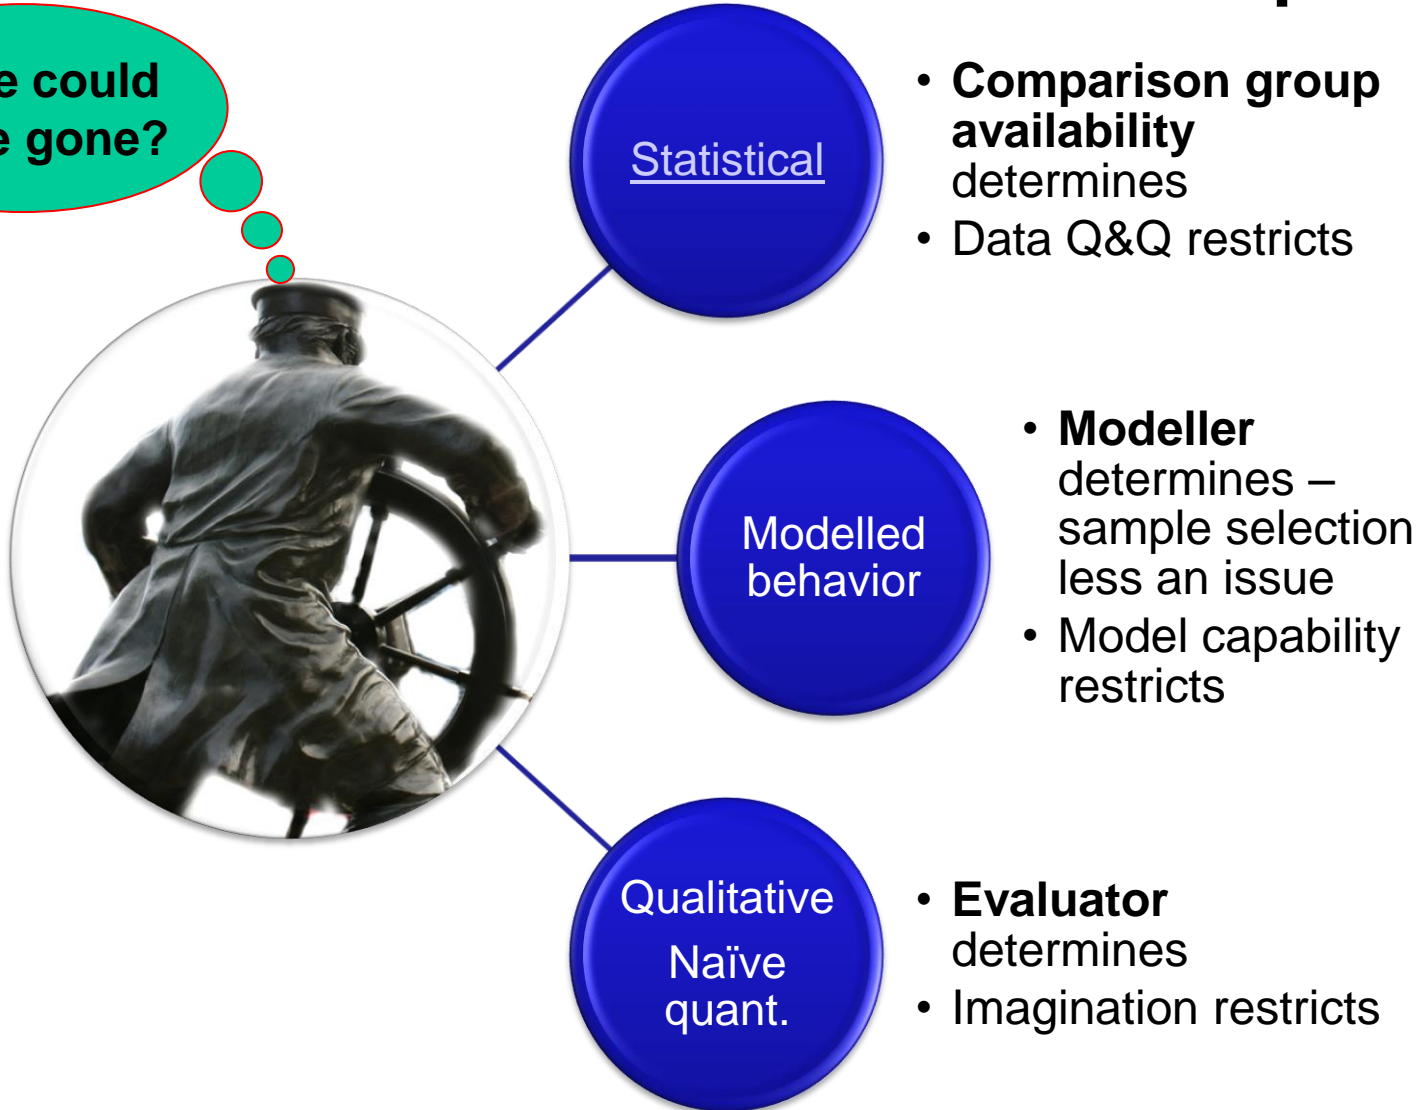 e could
e gone?
Statistical
• Comparison group
availability
determines
• Data Q&Q restricts
Modelled
behavior
• Modeller
determines –
sample selection
less an issue
• Model capability
restricts
Qualitative
Naïve
quant.
• Evaluator
determines
• Imagination restricts